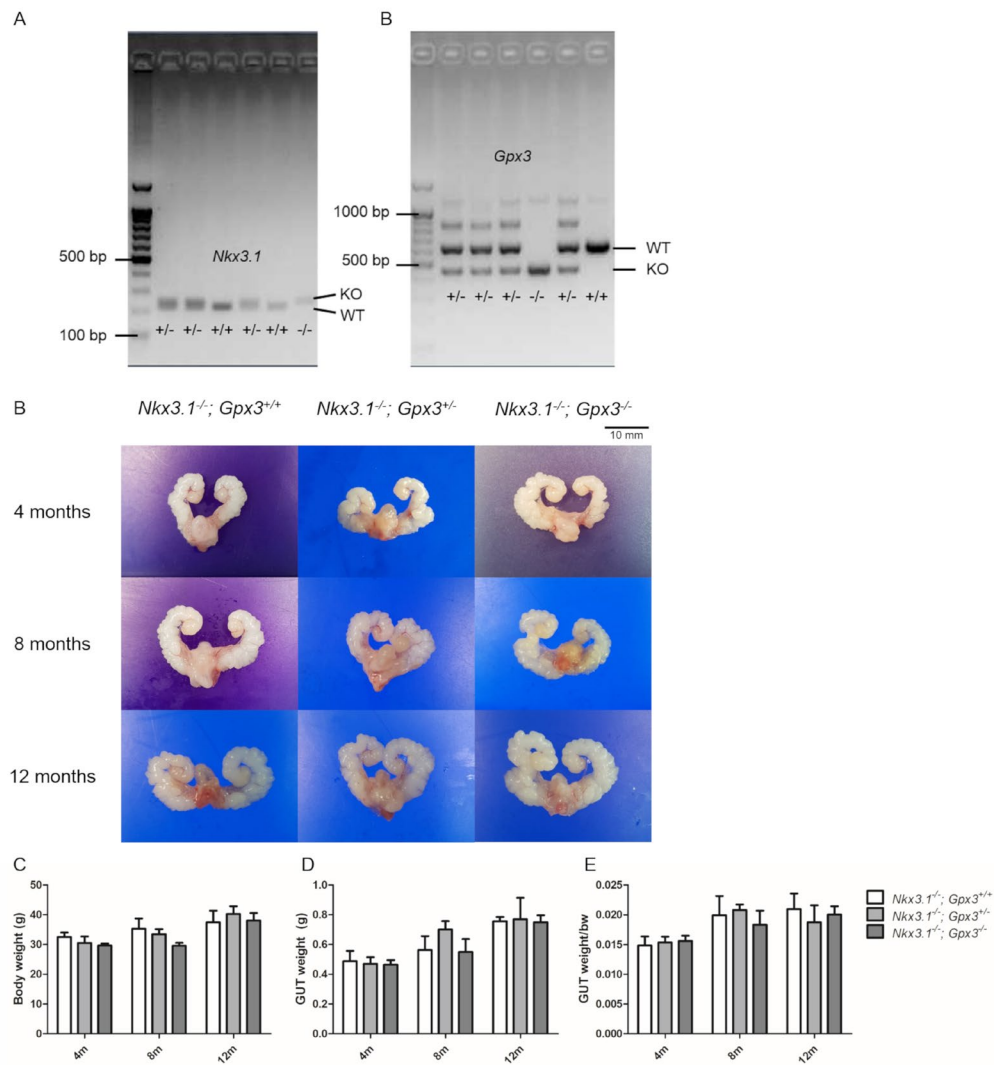 A
B
Nkx3.1
500 bp
100 bp
KO
WT
+/- +/- +/+ +/- +/+ -/-
Gpx3
1000 bp
500 bp
WT
KO
+/- +/- +/- -/- +/- +/+
B
Nkx3.1-/-; Gpx3+/+ Nkx3.1-/-; Gpx3+/- Nkx3.1-/-; Gpx3-/-
10 mm
4 months
8 months
12 months
C
Body weight (g)
50
40
30
20
10
0
4m 8m 12m
D
GUT weight (g)
1.0
0.8
0.6
0.4
0.2
0.0
4m 8m 12m
E
GUT weight/bw
0.025
0.020
0.015
0.010
0.005
0.000
4m 8m 12m
Nkx3.1-/-; Gpx3+/+
Nkx3.1-/-; Gpx3+/-
Nkx3.1-/-; Gpx3-/-